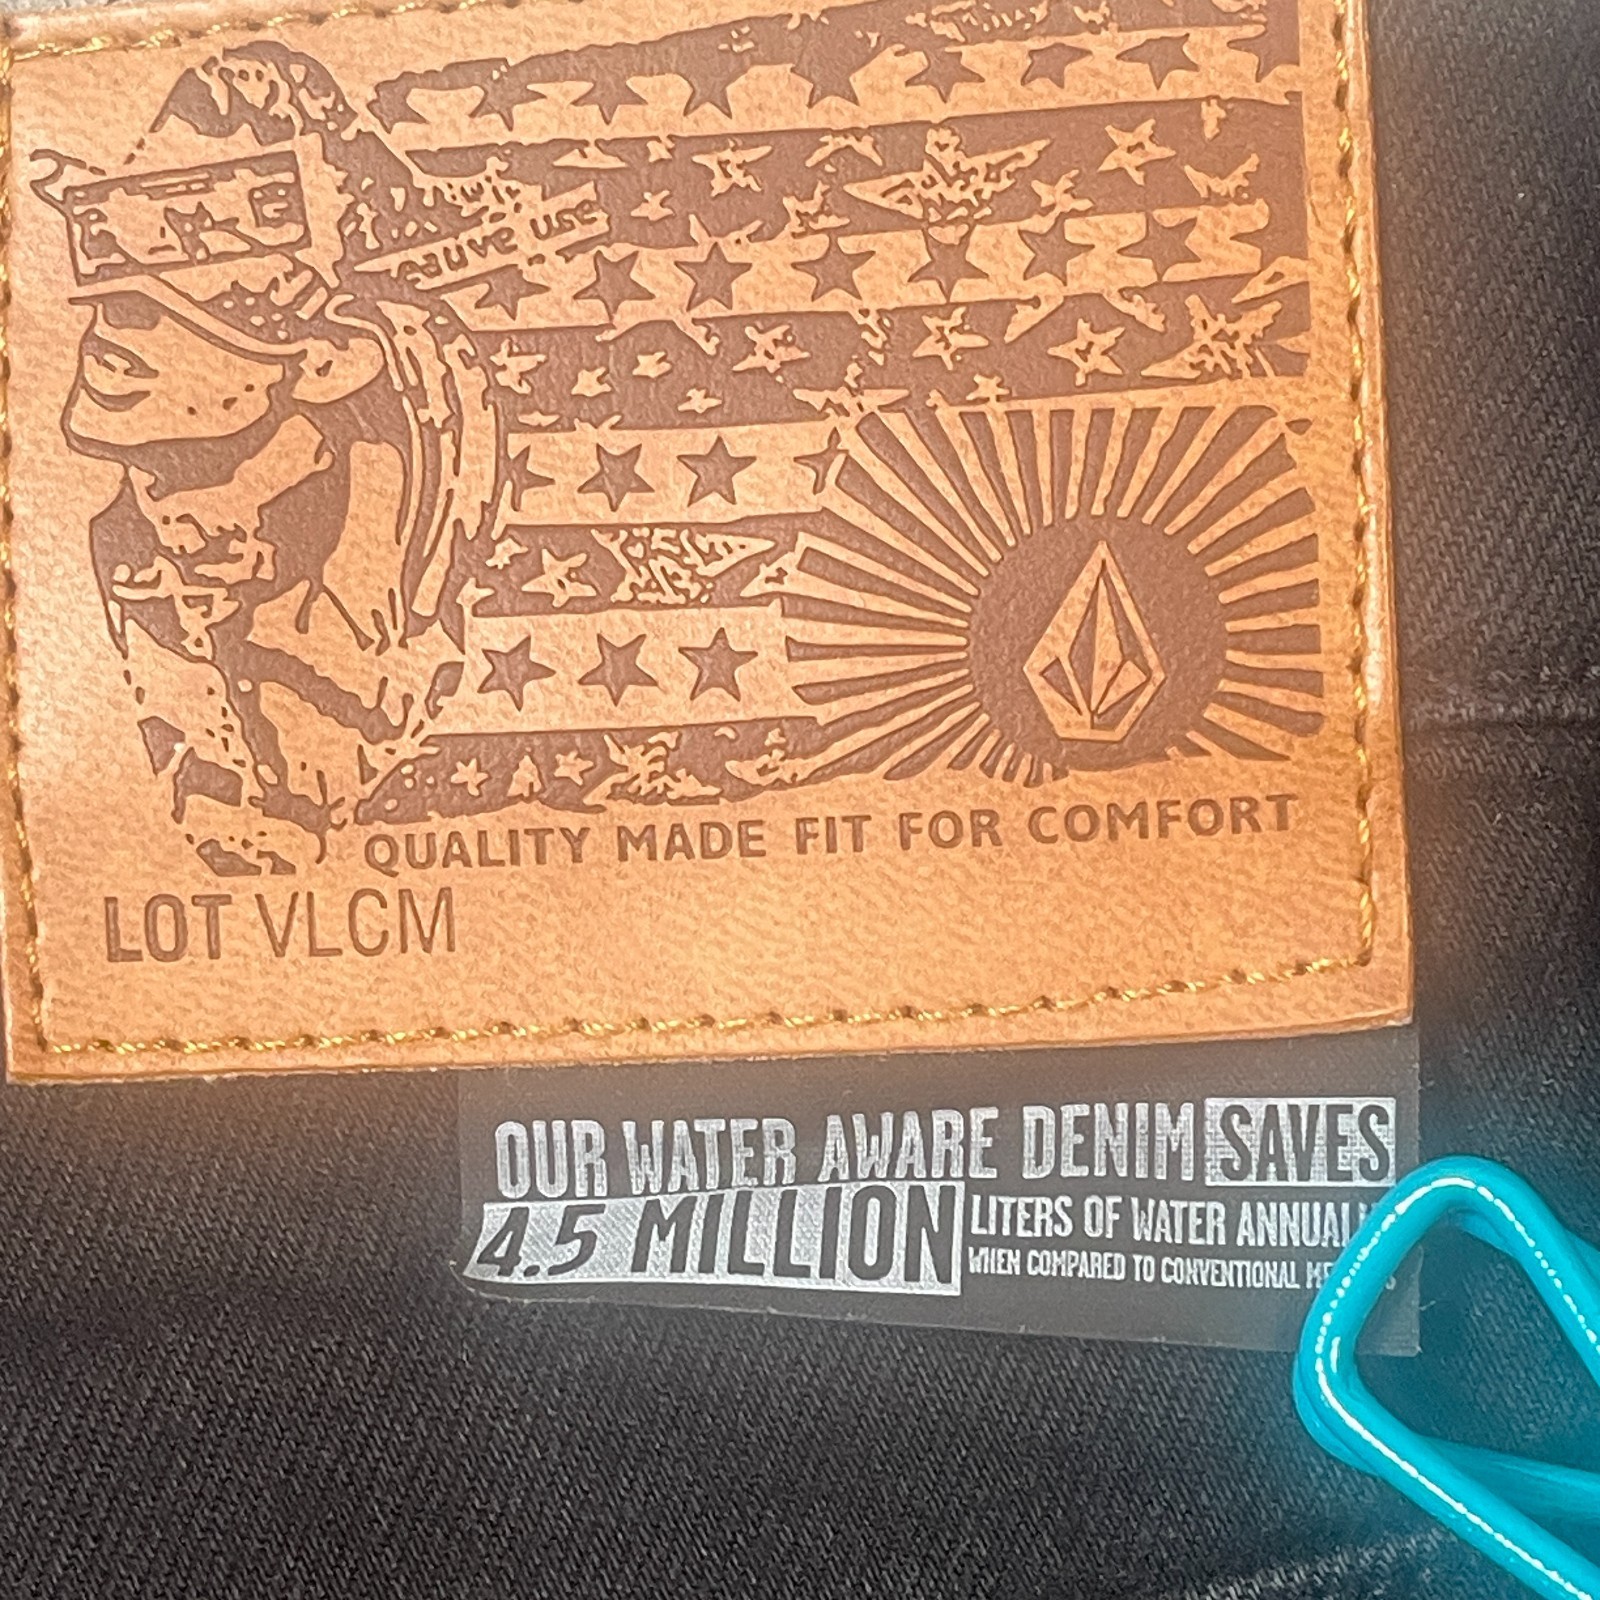 QUALITY MADE FIT FOR COMFORT
LOT VLCM
OUR WATER AWARE DENIM SAVES
4.5 MILLION LITERS OF WATER
WHEN COMPARED TO CONVENTIONAL